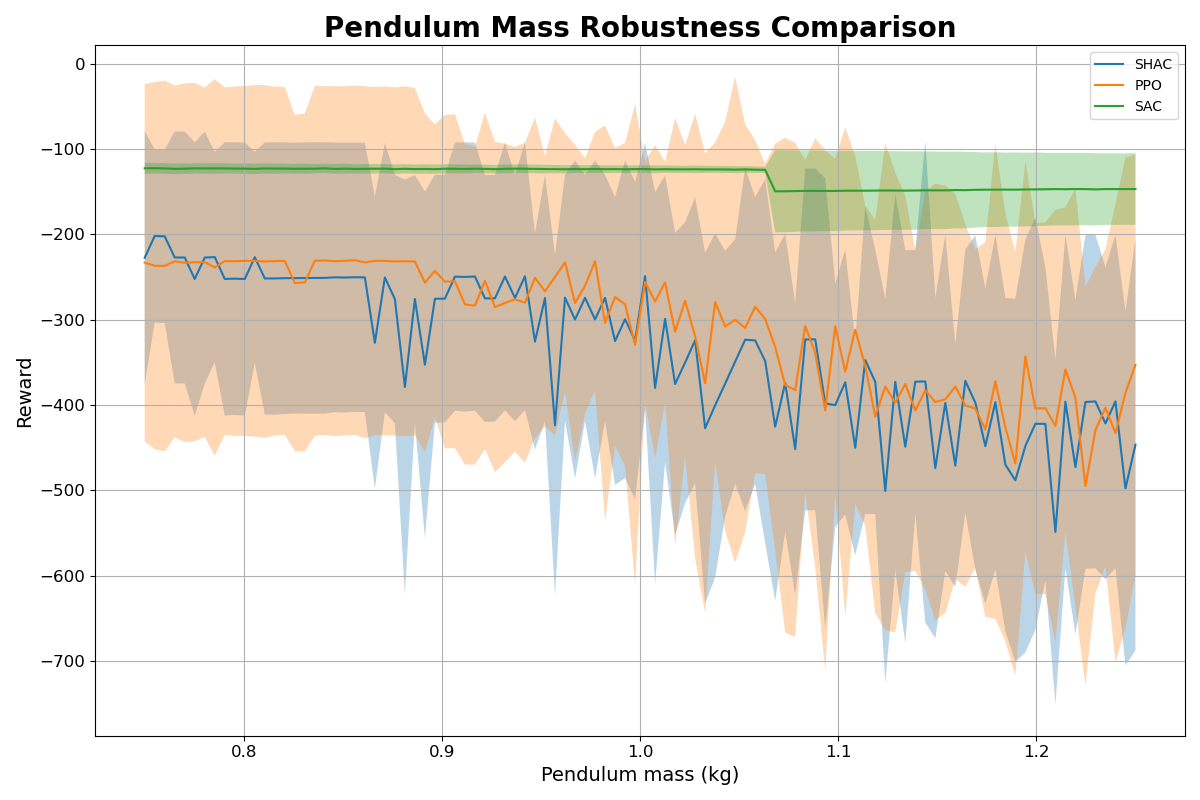 Pendulum Mass Robustness Comparison
SHAC
PPO
SAC
0
−100
−200
−300
−400
−500
−600
−700
Reward
0.8
0.9
1.0
1.1
1.2
Pendulum mass (kg)